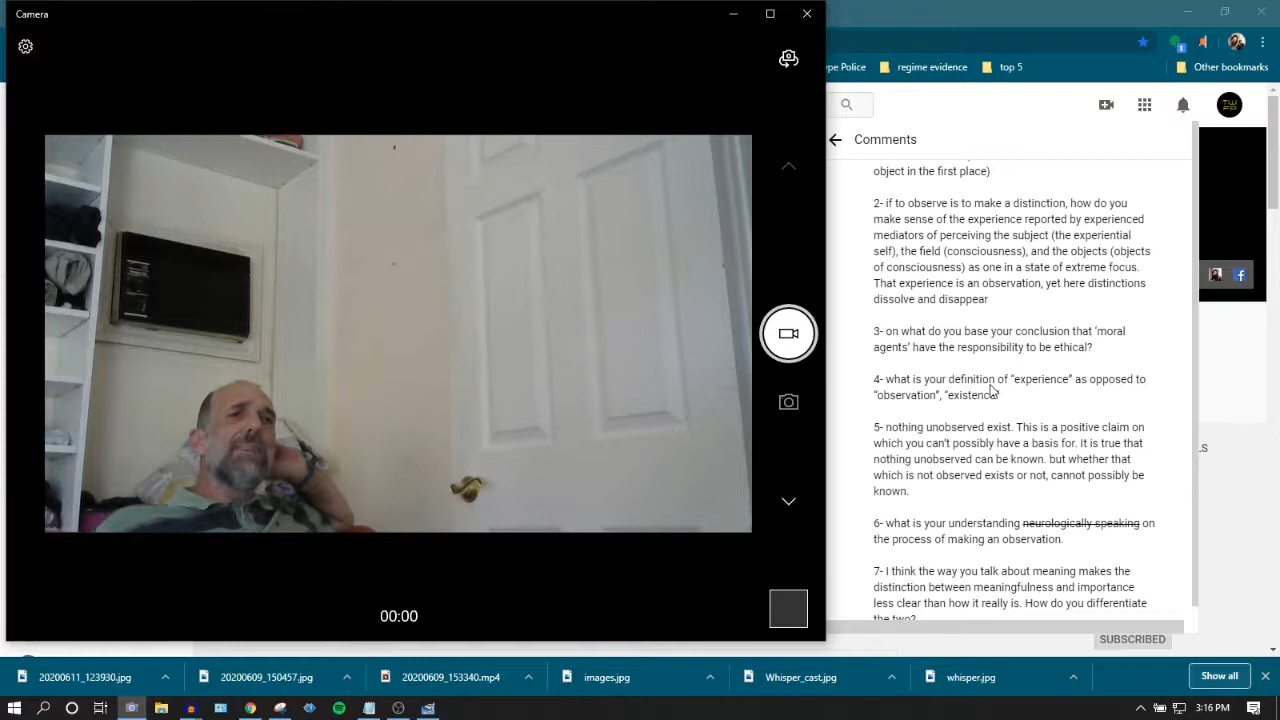 Camera
ype Police
regime evidence
top 5
Other bookmarks
1
TW
FP
Comments
object in the first place)
2- if to observe is to make a distinction, how do you
make sense of the experience reported by experienced
mediators of perceiving the subject (the experiential
self), the field (consciousness), and the objects (objects
of consciousness) as one in a state of extreme focus.
That experience is an observation, yet here distinctions
dissolve and disappear
3- on what do you base your conclusion that ‘moral
agents’ have the responsibility to be ethical?
4- what is your definition of “experience” as opposed to
“observation”, “existence”
5- nothing unobserved exist. This is a positive claim on
which you can't possibly have a basis for. It is true that
nothing unobserved can be known. but whether that
which is not observed exists or not, cannot possibly be
known.
6- what is your understanding neurologically speaking on
the process of making an observation.
7- I think the way you talk about meaning makes the
distinction between meaningfulness and importance
less clear than how it really is. How do you differentiate
the two?
LS
SUBSCRIBED
00:00
20200611_123930.jpg
20200609_150457.jpg
20200609_153340.mp4
images.jpg
Whisper_cast.jpg
whisper.jpg
Show all
3:16 PM